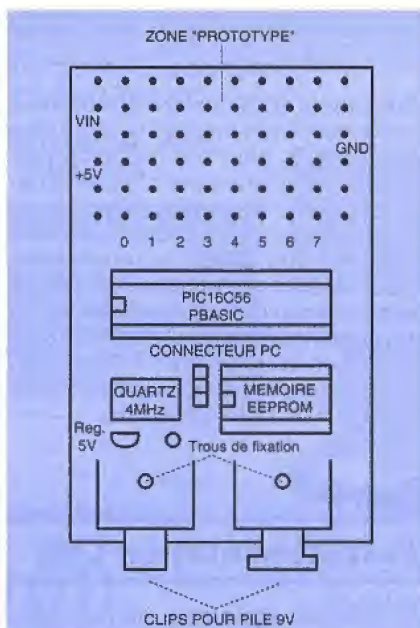 ZONE "PROTOTYPE"
VIN
GND
+5V
0 1 2 3 4 5 6 7
PIC16C56
PBASIC
CONNECTEUR PC
QUARTZ
4MHz
MEMOIRE
EEPROM
Reg.
5V
Trous de fixation
CLIPS POUR PILE 9V